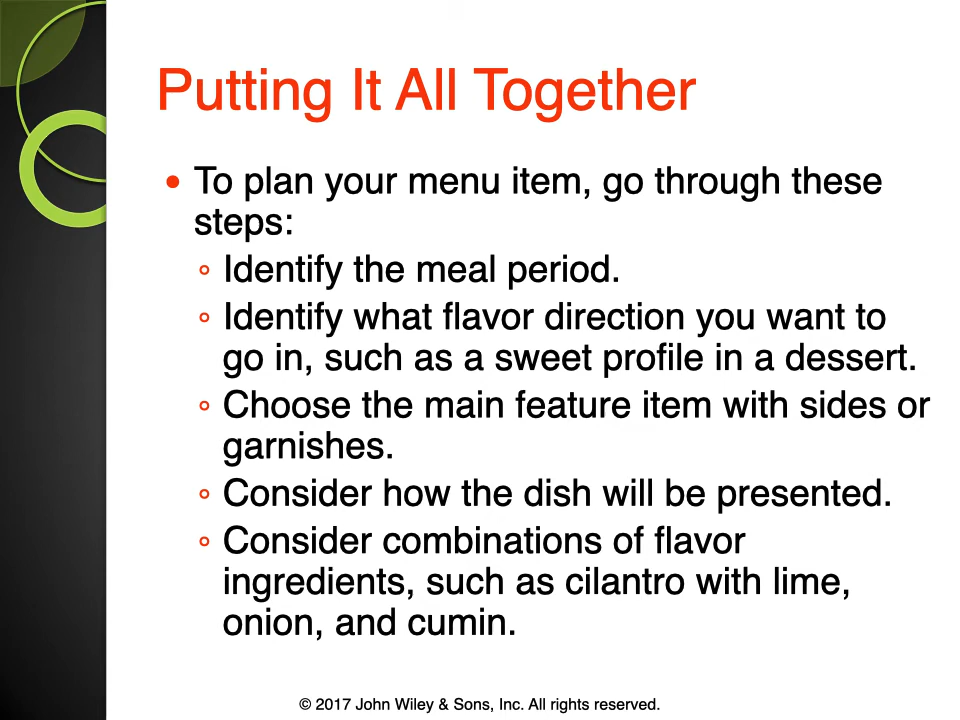 Putting It All Together
• To plan your menu item, go through these
steps:
◦ Identify the meal period.
◦ Identify what flavor direction you want to
go in, such as a sweet profile in a dessert.
◦ Choose the main feature item with sides or
garnishes.
◦ Consider how the dish will be presented.
◦ Consider combinations of flavor
ingredients, such as cilantro with lime,
onion, and cumin.
© 2017 John Wiley & Sons, Inc. All rights reserved.